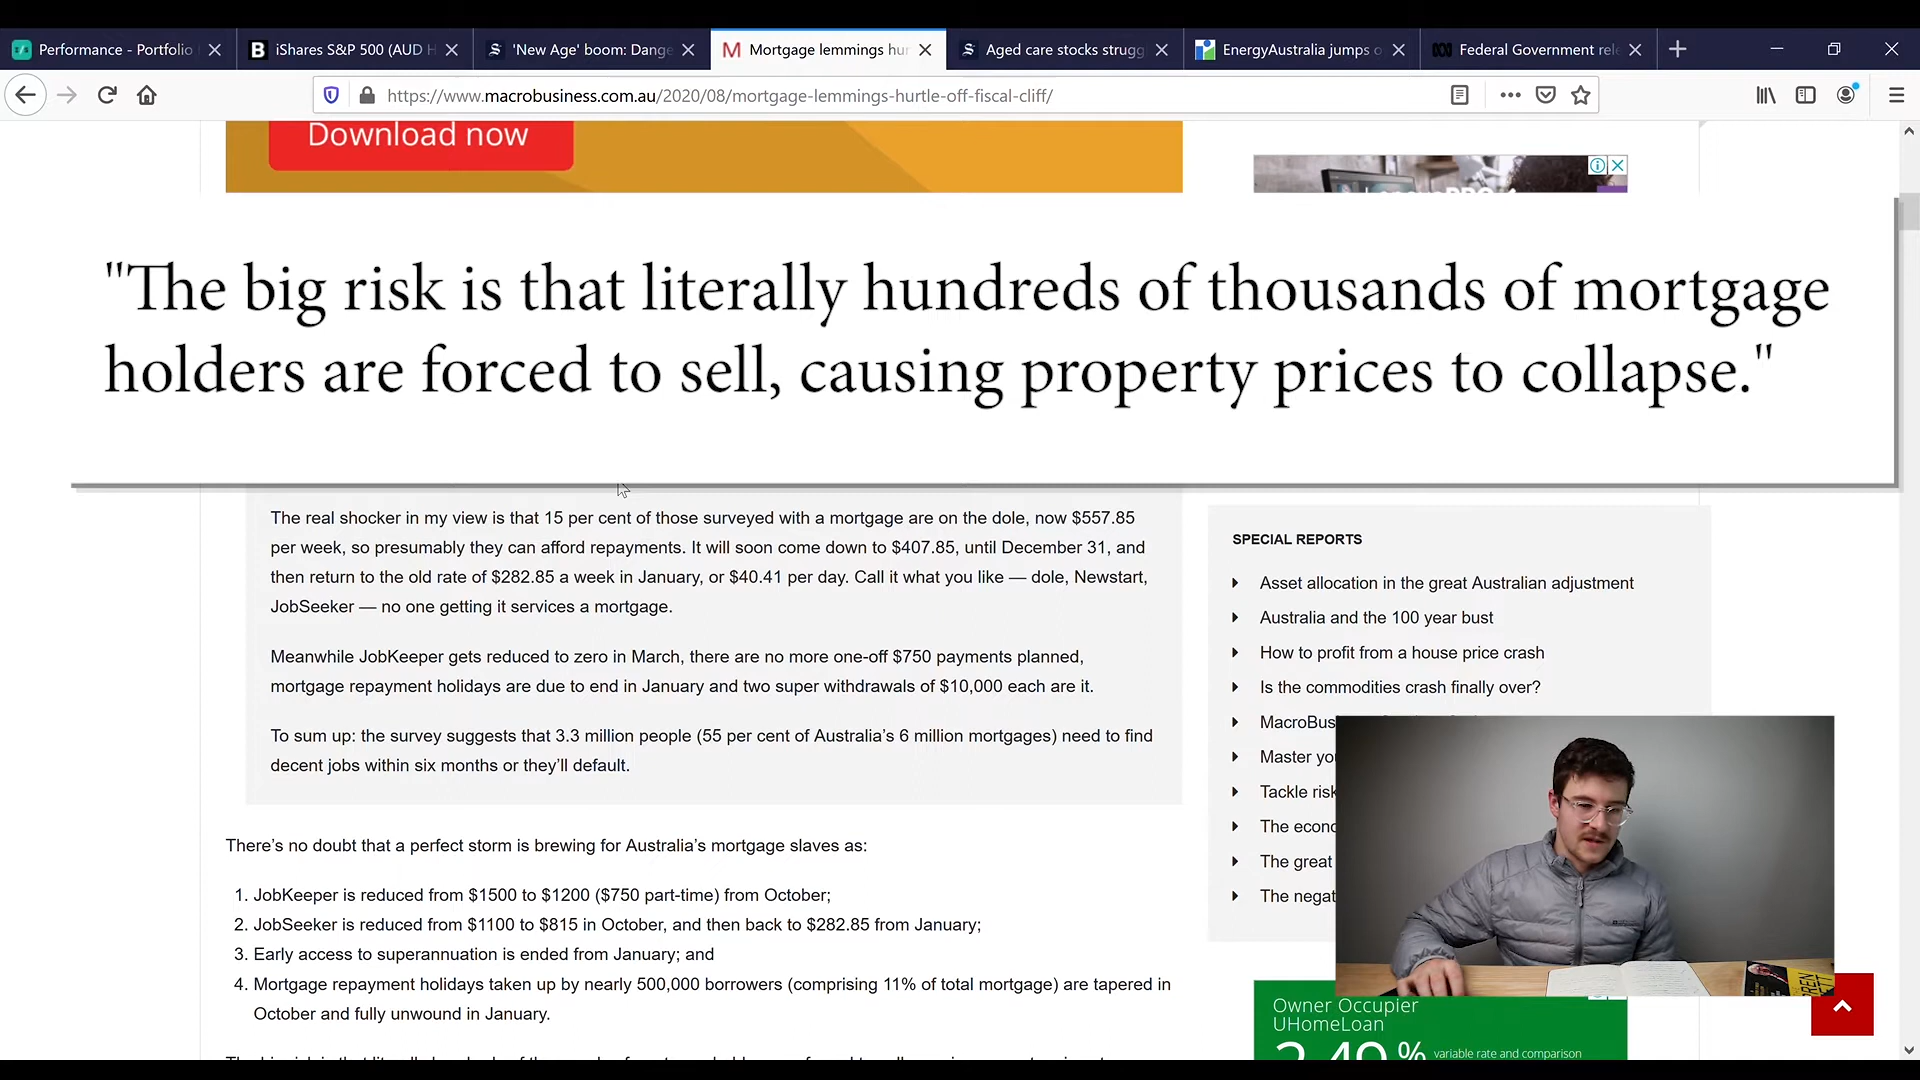 Performance - Portfolio
iShares S&P 500 (AUD H
'New Age' boom: Dange
Mortgage lemmings hur
Aged care stocks strugg
EnergyAustralia jumps o
Federal Government rele
https://www.macrobusiness.com.au/2020/08/mortgage-lemmings-hurtle-off-fiscal-cliff/
Download now
"The big risk is that literally hundreds of thousands of mortgage
holders are forced to sell, causing property prices to collapse."
The real shocker in my view is that 15 per cent of those surveyed with a mortgage are on the dole, now $557.85
per week, so presumably they can afford repayments. It will soon come down to $407.85, until December 31, and
then return to the old rate of $282.85 a week in January, or $40.41 per day. Call it what you like — dole, Newstart,
JobSeeker — no one getting it services a mortgage.
Meanwhile JobKeeper gets reduced to zero in March, there are no more one-off $750 payments planned,
mortgage repayment holidays are due to end in January and two super withdrawals of $10,000 each are it.
To sum up: the survey suggests that 3.3 million people (55 per cent of Australia's 6 million mortgages) need to find
decent jobs within six months or they'll default.
There's no doubt that a perfect storm is brewing for Australia's mortgage slaves as:
1. JobKeeper is reduced from $1500 to $1200 ($750 part-time) from October;
2. JobSeeker is reduced from $1100 to $815 in October, and then back to $282.85 from January;
3. Early access to superannuation is ended from January; and
4. Mortgage repayment holidays taken up by nearly 500,000 borrowers (comprising 11% of total mortgage) are tapered in
October and fully unwound in January.
SPECIAL REPORTS
Asset allocation in the great Australian adjustment
Australia and the 100 year bust
How to profit from a house price crash
Is the commodities crash finally over?
MacroBus
Master yo
Tackle risk
The econo
The great
The negat
Owner Occupier
UHomeLoan
% variable rate and comparison